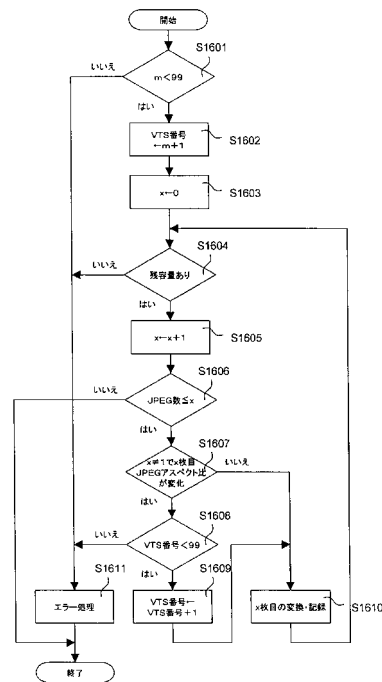 開始
S1601
いいえ
m<99
はい
VTS番号
←m+1
S1602
x←0
S1603
S1604
いいえ
残容量あり
はい
x←x+1
S1605
S1606
いいえ
JPEG数≦x
はい
S1607
x≠1でx枚目
JPEGアスペクト比
が変化
いいえ
はい
S1608
いいえ
VTS番号<99
はい
S1611
S1609
エラー処理
VTS番号←
VTS番号+1
x枚目の変換・記録
S1610
終了